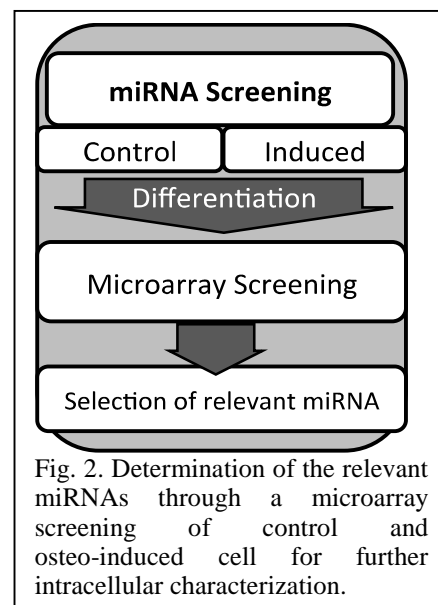 miRNA Screening
Control Induced
Differentiation
Microarray Screening
Selection of relevant miRNA
Fig. 2. Determination of the relevant
miRNAs through a microarray
screening of control and
osteo-induced cell for further
intracellular characterization.